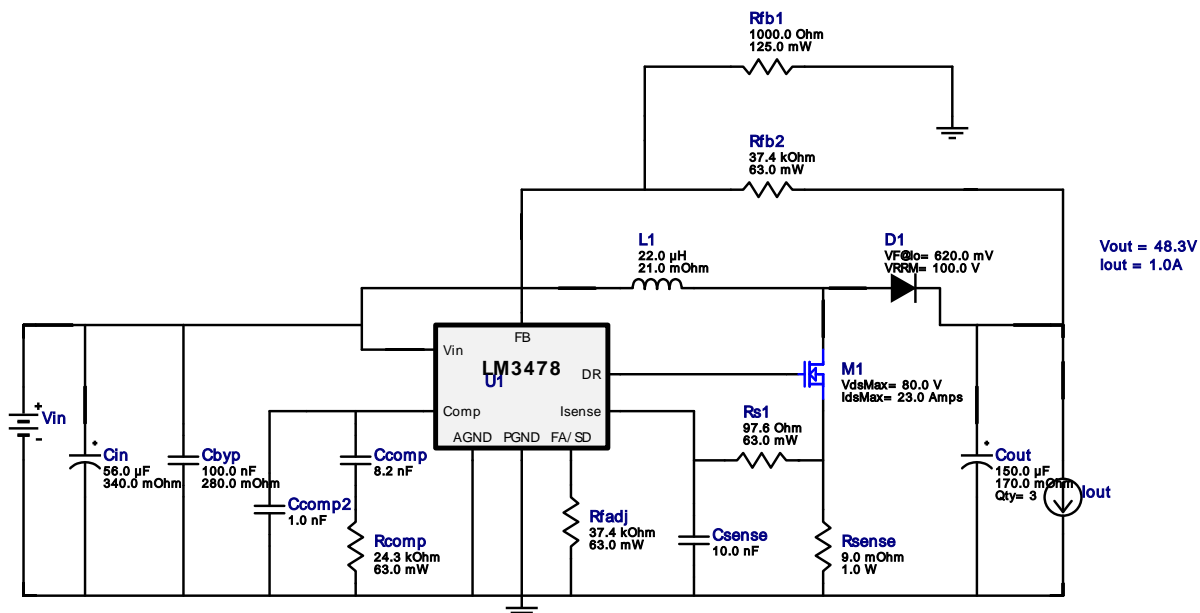 Rfb1
1000.0 Ohm
125.0 mW
Rfb2
37.4 kOhm
63.0 mW
L1
22.0 µH
21.0 mOhm
D1
VF@Io= 620.0 mV
VRRM= 100.0 V
Vout = 48.3V
Iout = 1.0A
FB
Vin
LM3478
U1
DR
Comp
Isense
AGND
PGND
FA/SD
M1
VdsMax= 80.0 V
IdsMax= 23.0 Amps
Rs1
97.6 Ohm
63.0 mW
+
Vin
-
Cin
56.0 µF
340.0 mOhm
Cbyp
100.0 nF
280.0 mOhm
Ccomp
8.2 nF
Ccomp2
1.0 nF
Rcomp
24.3 kOhm
63.0 mW
Rfadj
37.4 kOhm
63.0 mW
Csense
10.0 nF
Rsense
9.0 mOhm
1.0 W
Cout
150.0 µF
170.0 mOhm
Qty= 3
Iout